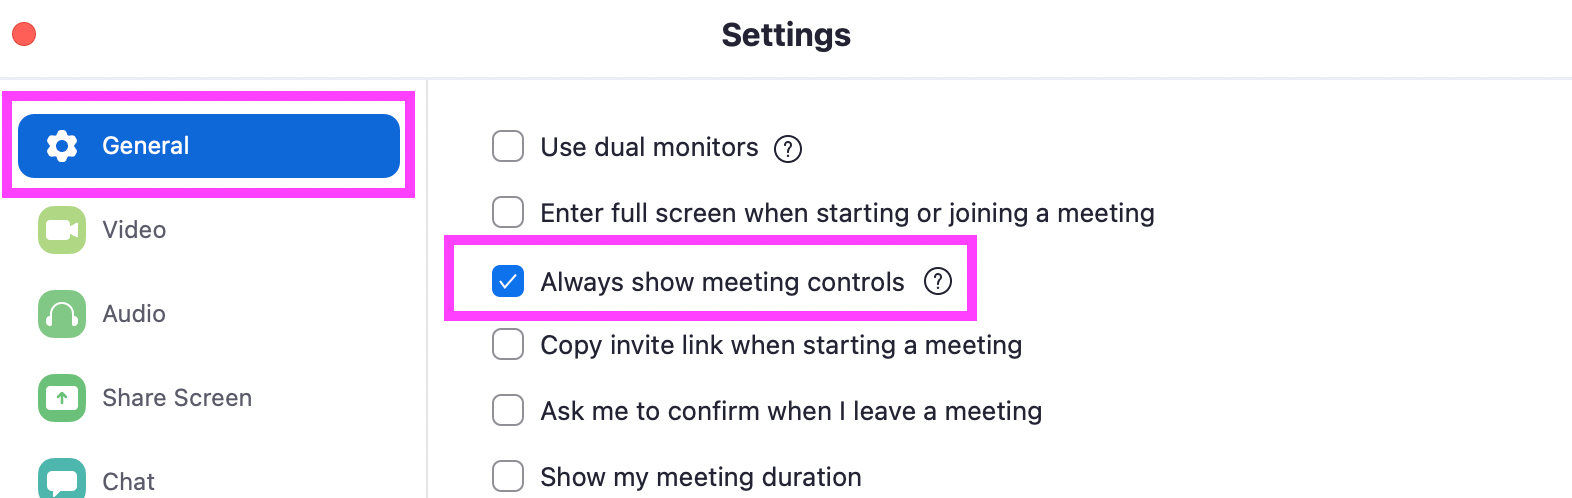 Settings
General
Video
Audio
Share Screen
Chat
Use dual monitors ?
Enter full screen when starting or joining a meeting
Always show meeting controls ?
Copy invite link when starting a meeting
Ask me to confirm when I leave a meeting
Show my meeting duration